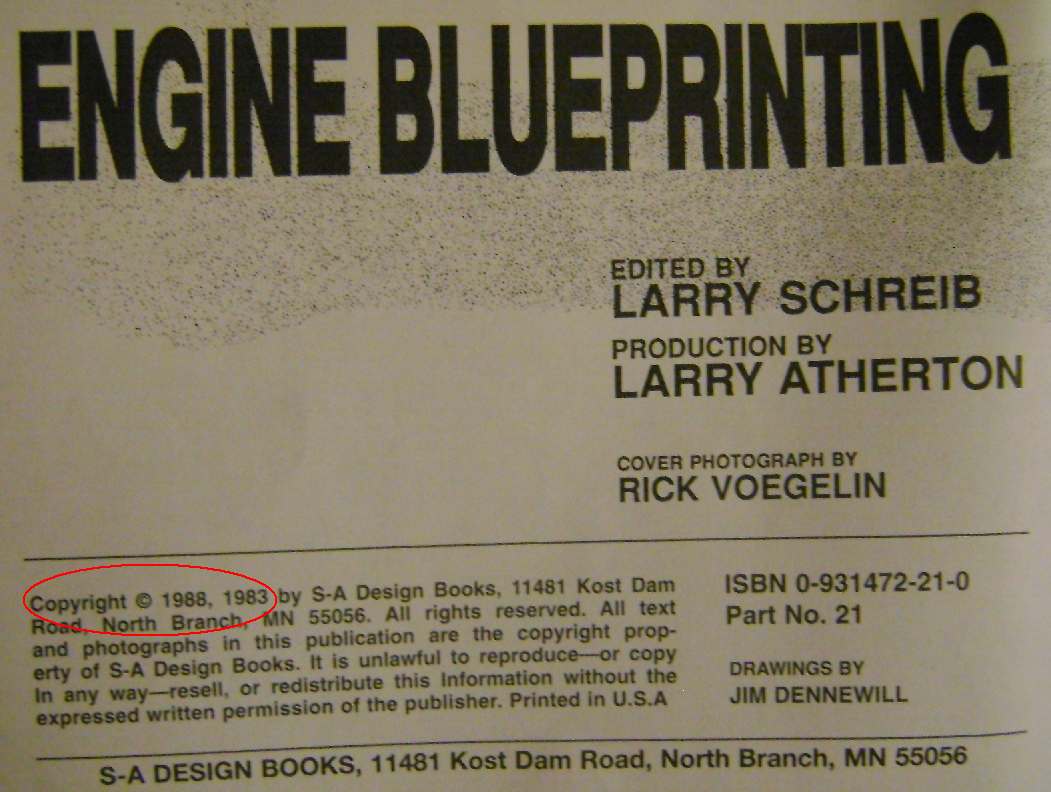 ENGINE BLUEPRINTING
EDITED BY
LARRY SCHREIB
PRODUCTION BY
LARRY ATHERTON
COVER PHOTOGRAPH BY
RICK VOEGELIN
Copyright © 1988, 1983 by S-A Design Books, 11481 Kost Dam
Road, North Branch, MN 55056. All rights reserved. All text
and photographs in this publication are the copyright prop-
erty of S-A Design Books. It is unlawful to reproduce—or copy
In any way—resell, or redistribute this Information without the
expressed written permission of the publisher. Printed in U.S.A
ISBN 0-931472-21-0
Part No. 21
DRAWINGS BY
JIM DENNEWILL
S-A DESIGN BOOKS, 11481 Kost Dam Road, North Branch, MN 55056